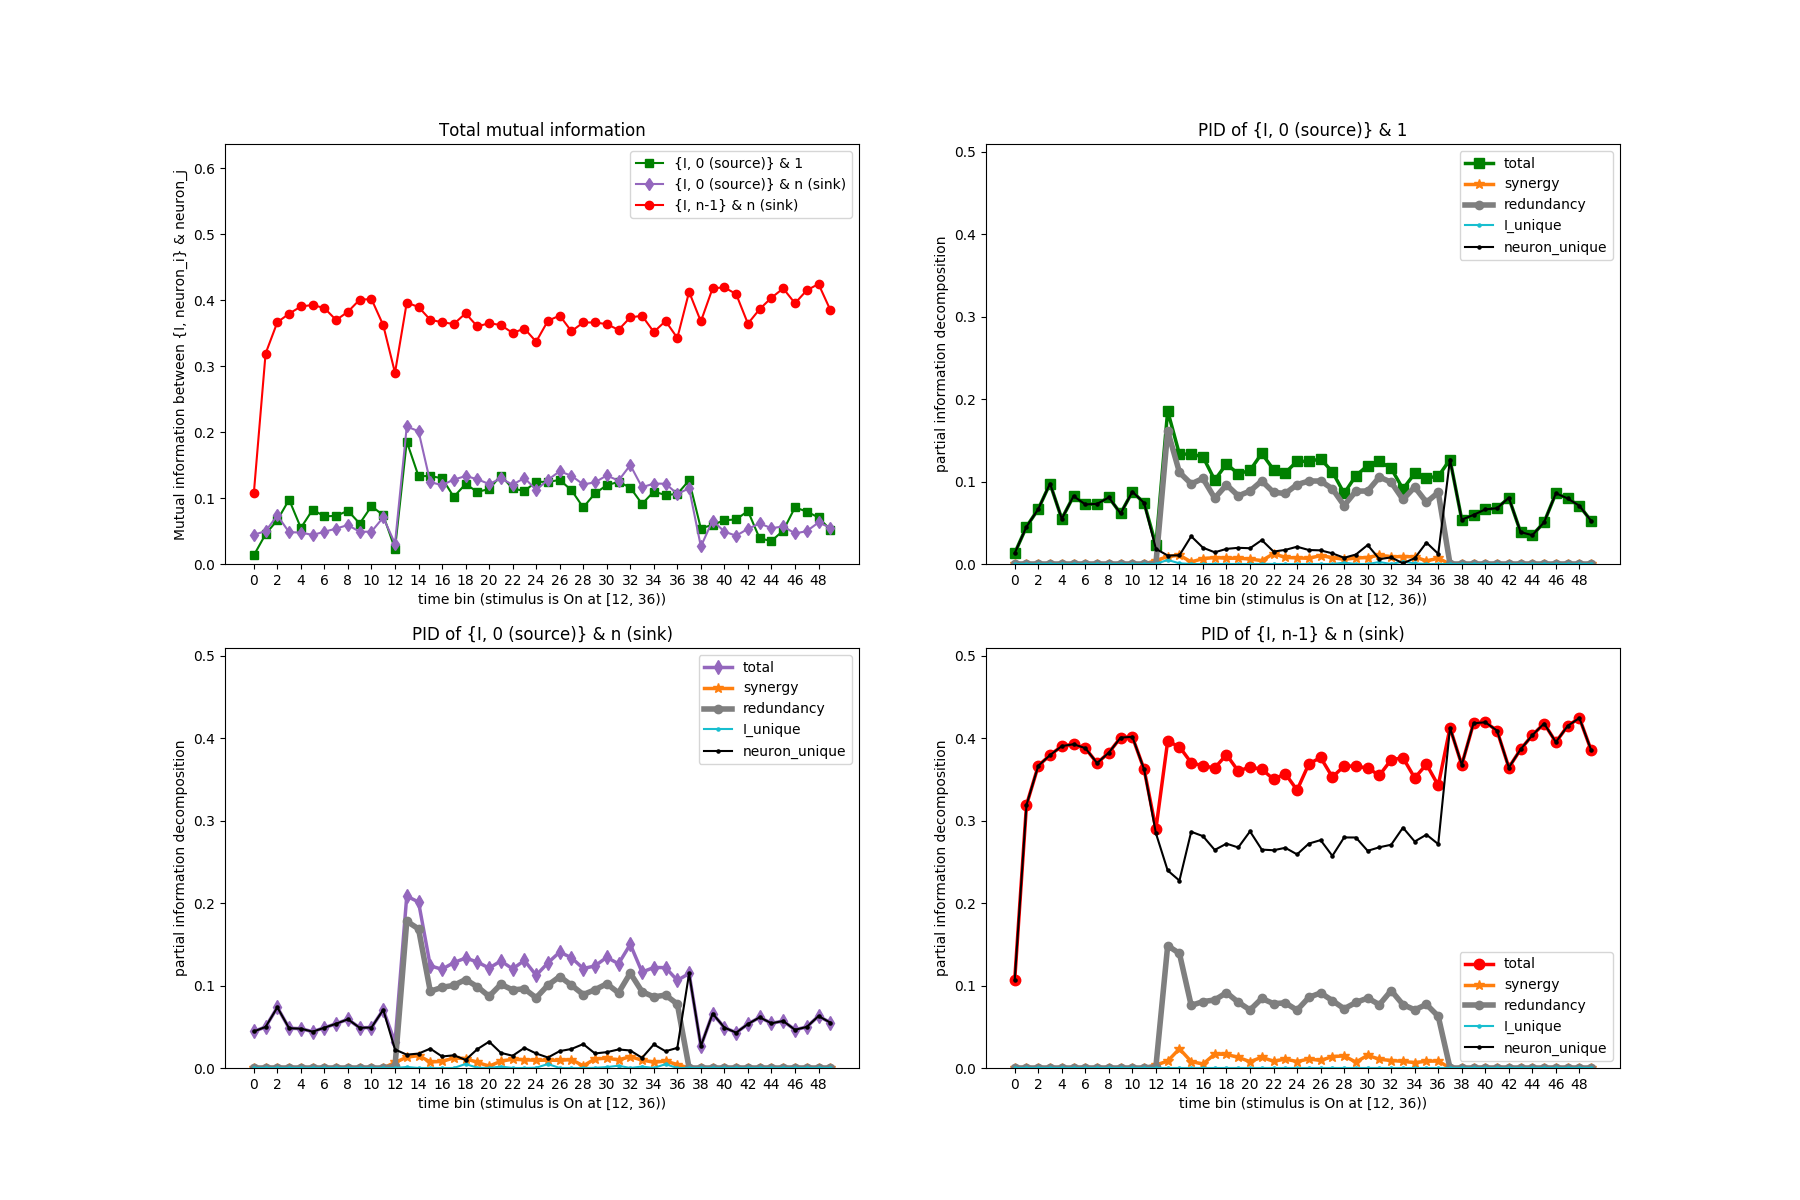 Total mutual information
Mutual information between {I, neuron_i} & neuron_j
0.6
0.5
0.4
0.3
0.2
0.1
0.0
{I, 0 (source)} & 1
{I, 0 (source)} & n (sink)
{I, n-1} & n (sink)
0 2 4 6 8 10 12 14 16 18 20 22 24 26 28 30 32 34 36 38 40 42 44 46 48
time bin (stimulus is On at [12, 36))
PID of {I, 0 (source)} & 1
partial information decomposition
0.5
0.4
0.3
0.2
0.1
0.0
total
synergy
redundancy
I_unique
neuron_unique
0 2 4 6 8 10 12 14 16 18 20 22 24 26 28 30 32 34 36 38 40 42 44 46 48
time bin (stimulus is On at [12, 36))
PID of {I, 0 (source)} & n (sink)
partial information decomposition
0.5
0.4
0.3
0.2
0.1
0.0
total
synergy
redundancy
I_unique
neuron_unique
0 2 4 6 8 10 12 14 16 18 20 22 24 26 28 30 32 34 36 38 40 42 44 46 48
time bin (stimulus is On at [12, 36))
PID of {I, n-1} & n (sink)
partial information decomposition
0.5
0.4
0.3
0.2
0.1
0.0
total
synergy
redundancy
I_unique
neuron_unique
0 2 4 6 8 10 12 14 16 18 20 22 24 26 28 30 32 34 36 38 40 42 44 46 48
time bin (stimulus is On at [12, 36))